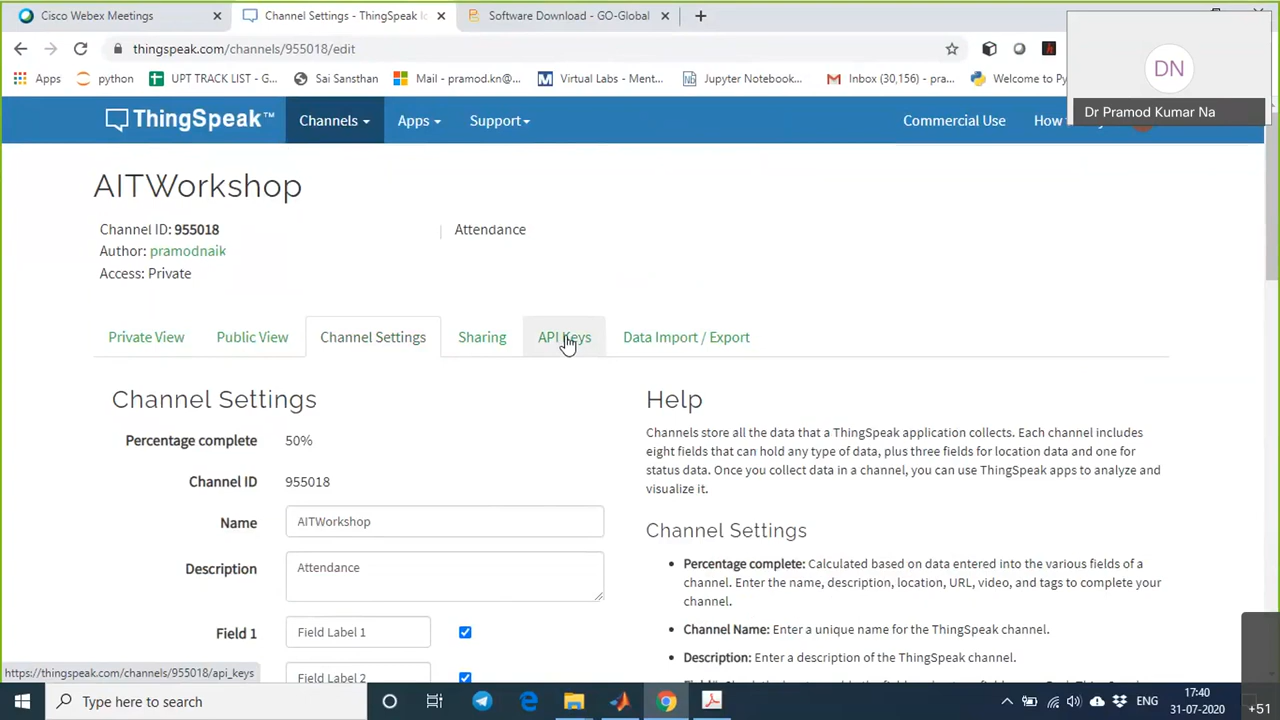 Cisco Webex Meetings
Channel Settings - ThingSpeak Io
Software Download - GO-Global
thingspeak.com/channels/955018/edit
Apps
python
UPT TRACK LIST - G...
Sai Sansthan
Mail - pramod.kn@...
Virtual Labs - Ment...
Jupyter Notebook...
Inbox (30,156) - pra...
Welcome to Py
DN
Dr Pramod Kumar Na
ThingSpeak™
Channels
Apps
Support
Commercial Use
How
AITWorkshop
Channel ID: 955018
Attendance
Author: pramodnaik
Access: Private
Private View
Public View
Channel Settings
Sharing
API Keys
Data Import / Export
Channel Settings
Percentage complete 50%
Channel ID 955018
Name AITWorkshop
Description Attendance
Field 1 Field Label 1
Field Label 2
Help
Channels store all the data that a ThingSpeak application collects. Each channel includes
eight fields that can hold any type of data, plus three fields for location data and one for
status data. Once you collect data in a channel, you can use ThingSpeak apps to analyze and
visualize it.
Channel Settings
Percentage complete: Calculated based on data entered into the various fields of a
channel. Enter the name, description, location, URL, video, and tags to complete your
channel.
Channel Name: Enter a unique name for the ThingSpeak channel.
Description: Enter a description of the ThingSpeak channel.
https://thingspeak.com/channels/955018/api_keys
Type here to search
ENG
17:40
31-07-2020
+51